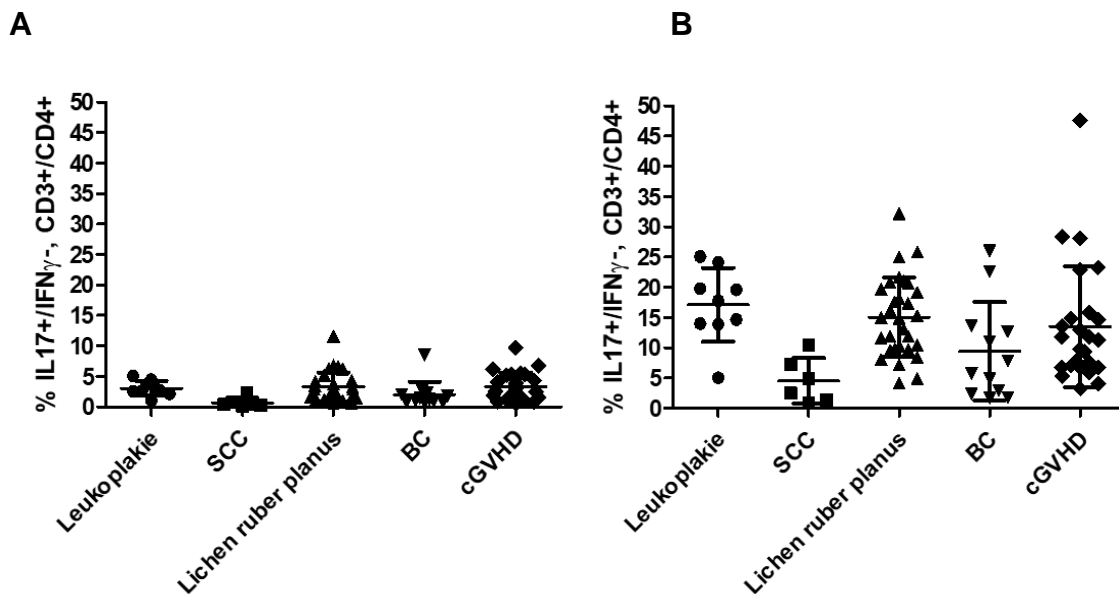 A
B
% IL17+/IFNγ-, CD3+/CD4+
50
45
40
35
30
25
20
15
10
5
0
Leukoplakie
SCC
Lichen ruber planus
BC
cGVHD
% IL17+/IFNγ-, CD3+/CD4+
50
45
40
35
30
25
20
15
10
5
0
Leukoplakie
SCC
Lichen ruber planus
BC
cGVHD